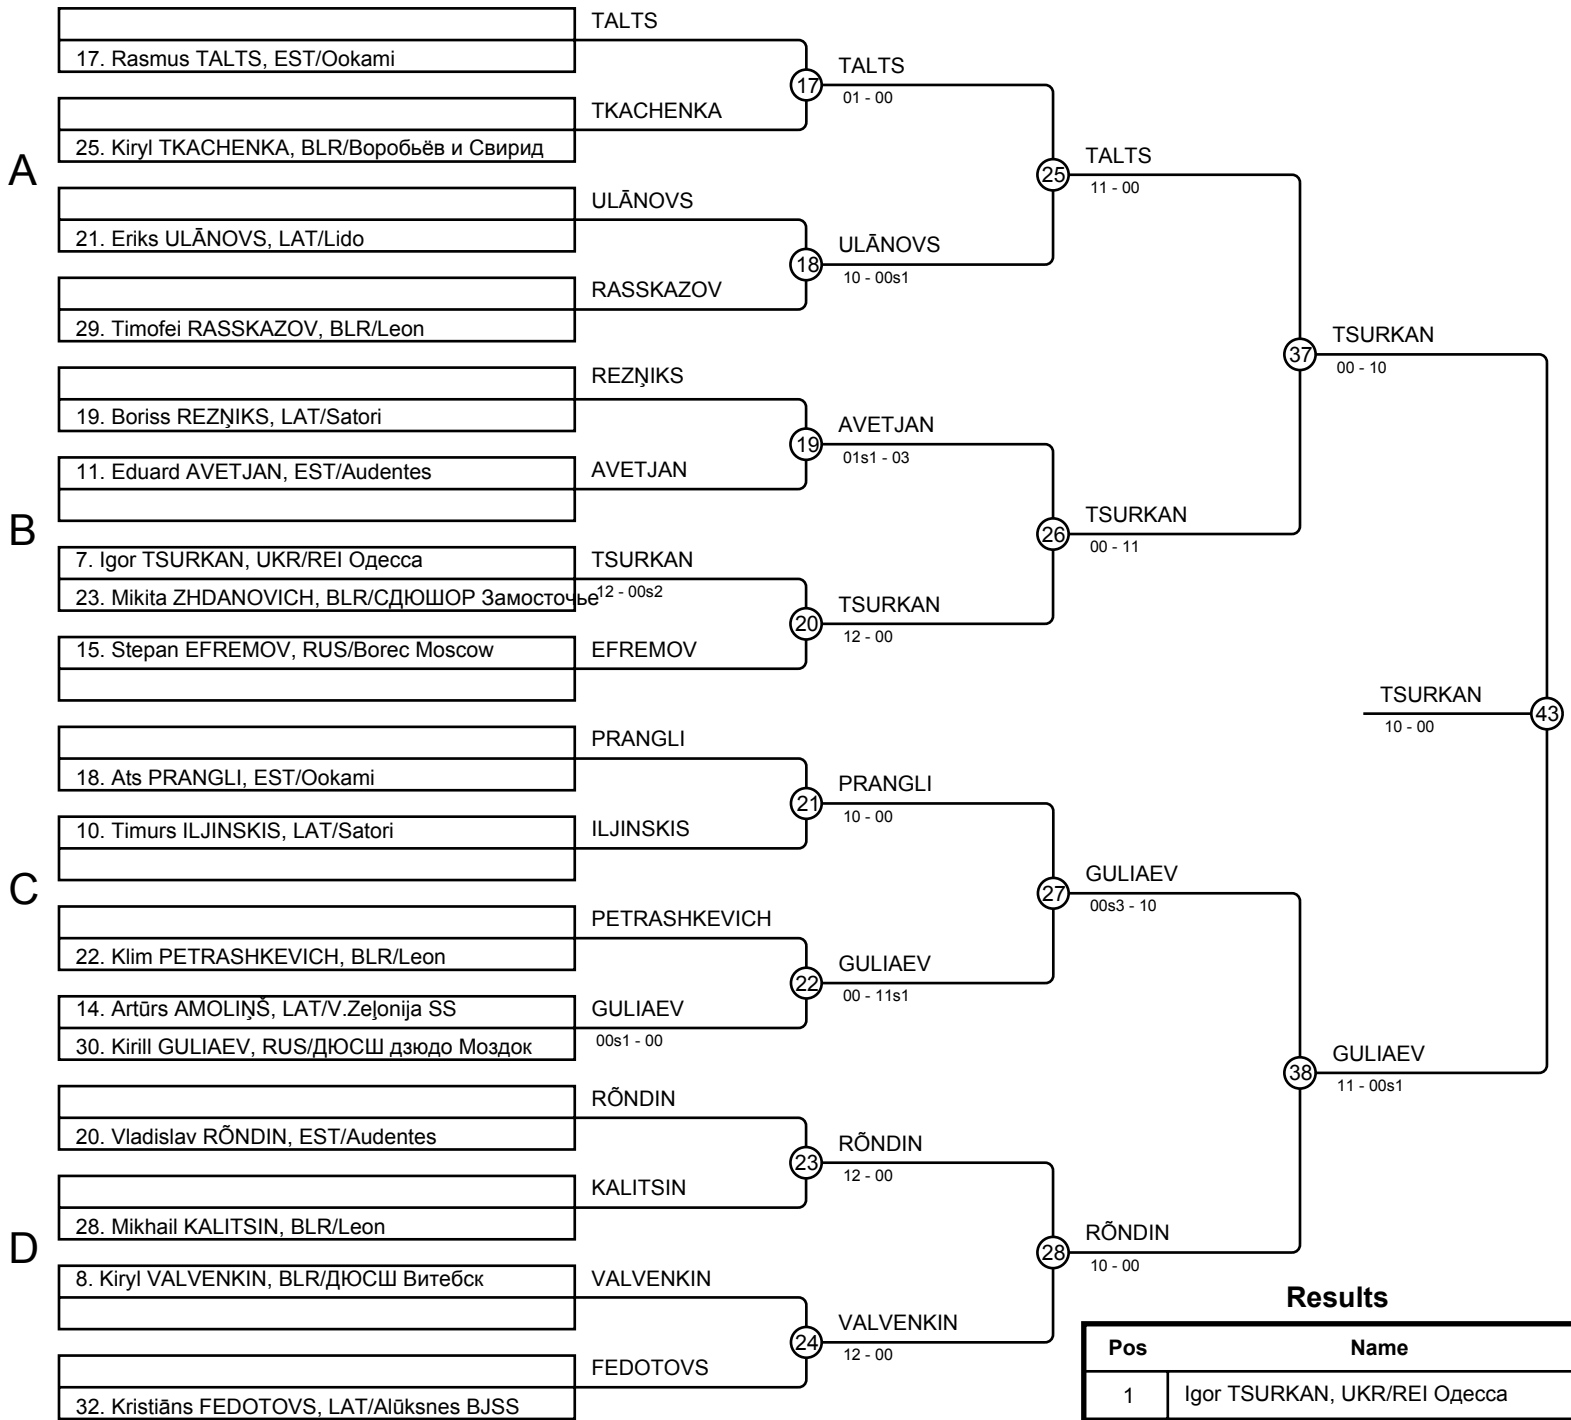 TALTS
17. Rasmus TALTS, EST/Ookami
17
TALTS
01 - 00
TKACHENKA
25. Kiryl TKACHENKA, BLR/Воробьёв и Свирид
A
25
TALTS
11 - 00
ULĀNOVS
21. Eriks ULĀNOVS, LAT/Lido
18
ULĀNOVS
10 - 00s1
RASSKAZOV
29. Timofei RASSKAZOV, BLR/Leon
37
TSURKAN
00 - 10
REZŅIKS
19. Boriss REZŅIKS, LAT/Satori
19
AVETJAN
01s1 - 03
11. Eduard AVETJAN, EST/Audentes
AVETJAN
B
26
TSURKAN
00 - 11
7. Igor TSURKAN, UKR/REI Одесса
TSURKAN
23. Mikita ZHDANOVICH, BLR/СДЮШОР Замосточье
12 - 00s2
20
TSURKAN
12 - 00
15. Stepan EFREMOV, RUS/Borec Moscow
EFREMOV
TSURKAN
10 - 00
43
PRANGLI
18. Ats PRANGLI, EST/Ookami
21
PRANGLI
10 - 00
10. Timurs ILJINSKIS, LAT/Satori
ILJINSKIS
C
27
GULIAEV
00s3 - 10
PETRASHKEVICH
22. Klim PETRASHKEVICH, BLR/Leon
22
GULIAEV
00 - 11s1
14. Artūrs AMOLIŅŠ, LAT/V.Zeļonija SS
GULIAEV
30. Kirill GULIAEV, RUS/ДЮСШ дзюдо Моздок
00s1 - 00
38
GULIAEV
11 - 00s1
RÕNDIN
20. Vladislav RÕNDIN, EST/Audentes
23
RÕNDIN
12 - 00
KALITSIN
28. Mikhail KALITSIN, BLR/Leon
D
28
RÕNDIN
10 - 00
8. Kiryl VALVENKIN, BLR/ДЮСШ Витебск
VALVENKIN
24
VALVENKIN
12 - 00
FEDOTOVS
32. Kristiāns FEDOTOVS, LAT/Alūksnes BJSS
Results
Pos Name
1 Igor TSURKAN, UKR/REI Одесса